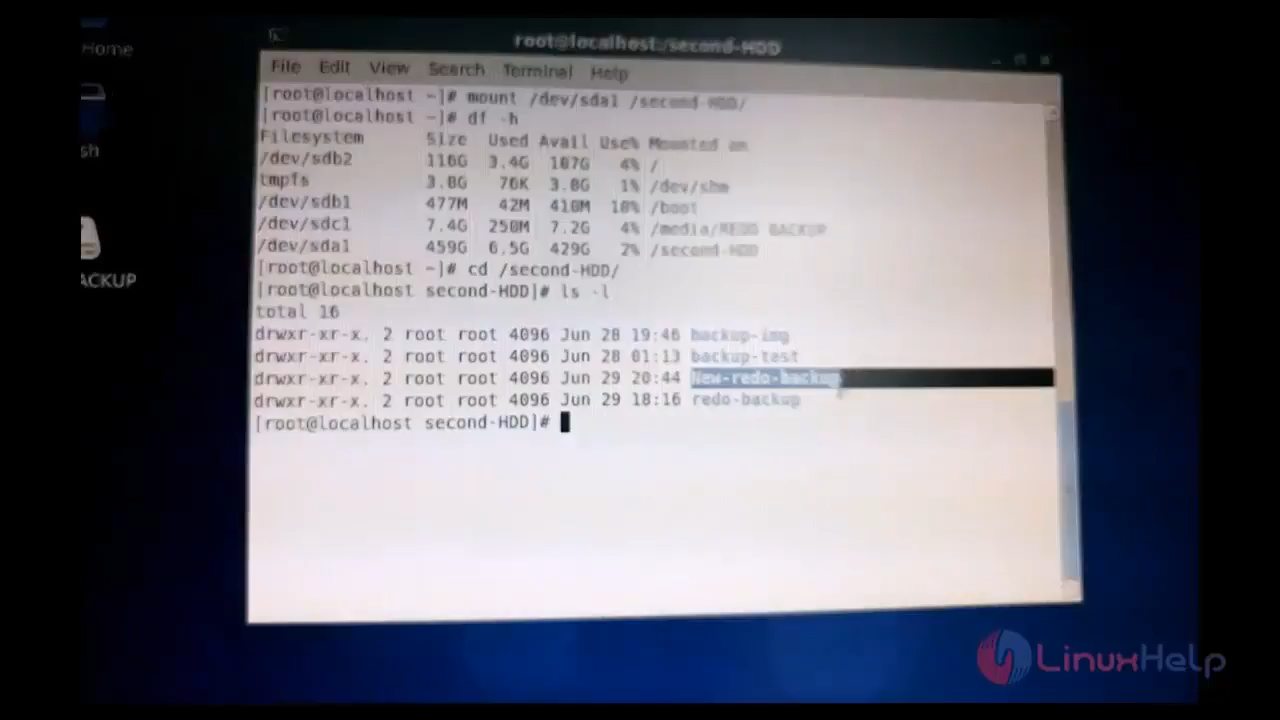 Home
root@localhost:/second-HDD
File Edit View Search Terminal Help
[root@localhost ~]# mount /dev/sda1 /second-HDD/
[root@localhost ~]# df -h
Filesystem Size Used Avail Use% Mounted on
/dev/sdb2 116G 3.4G 107G 4% /
tmpfs 3.8G 76K 3.8G 1% /dev/shm
/dev/sdb1 477M 42M 410M 10% /boot
/dev/sdc1 7.4G 250M 7.2G 4% /media/REDO BACKUP
/dev/sda1 459G 6.5G 429G 2% /second-HDD
[root@localhost ~]# cd /second-HDD/
[root@localhost second-HDD]# ls -l
total 16
drwxr-xr-x. 2 root root 4096 Jun 28 19:46 backup-img
drwxr-xr-x. 2 root root 4096 Jun 28 01:13 backup-test
drwxr-xr-x. 2 root root 4096 Jun 29 20:44 New-redo-backup
drwxr-xr-x. 2 root root 4096 Jun 29 18:16 redo-backup
[root@localhost second-HDD]#
sh
ACKUP
LinuxHelp